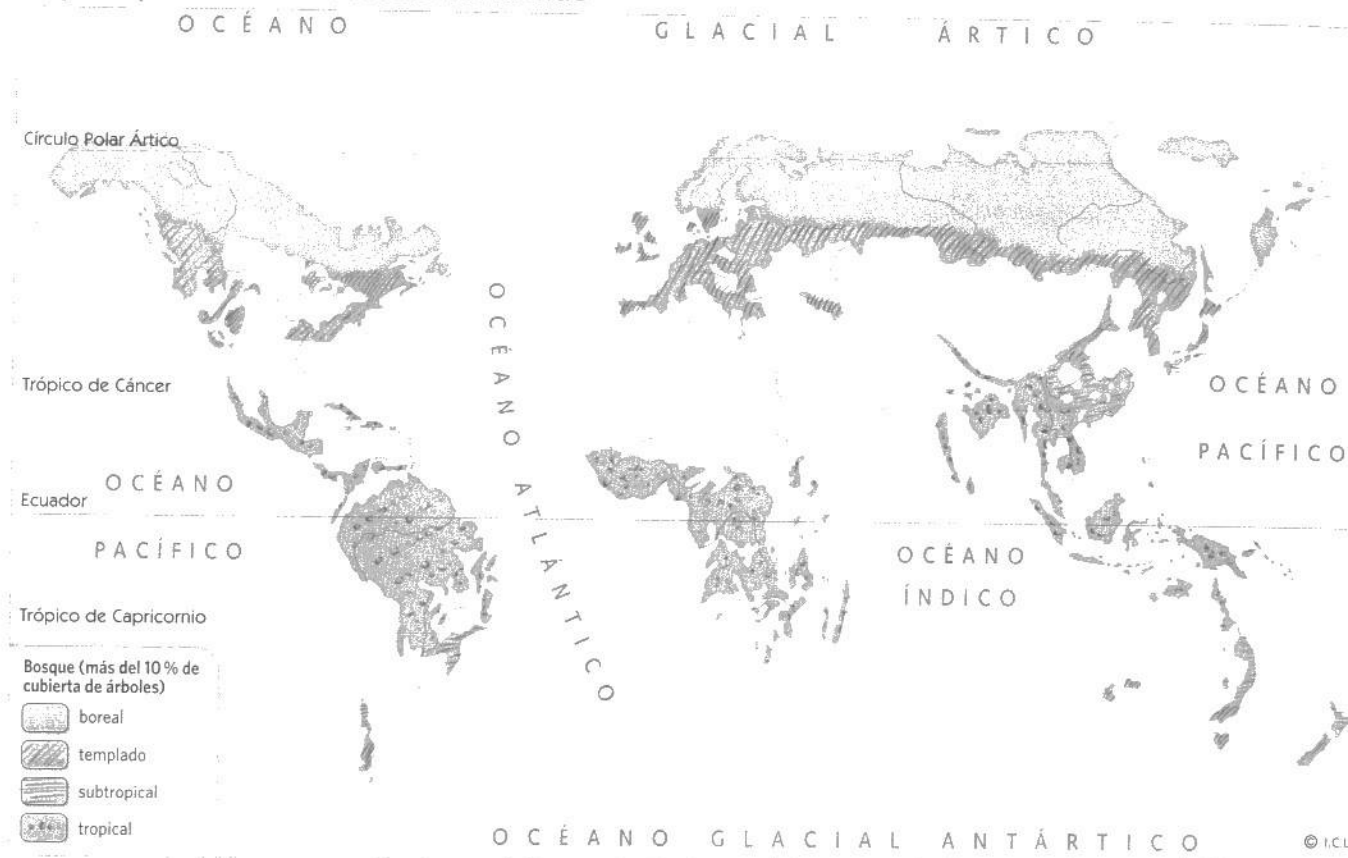 OCÉANO GLACIAL ÁRTICO
Círculo Polar Ártico
OCÉANO ATLÁNTICO
Trópico de Cáncer
OCÉANO
PACÍFICO
OCÉANO
Ecuador
PACÍFICO
OCÉANO
ÍNDICO
Trópico de Capricornio
Bosque (más del 10 % de
cubierta de árboles)
boreal
templado
subtropical
tropical
OCÉANO GLACIAL ANTÁRTICO